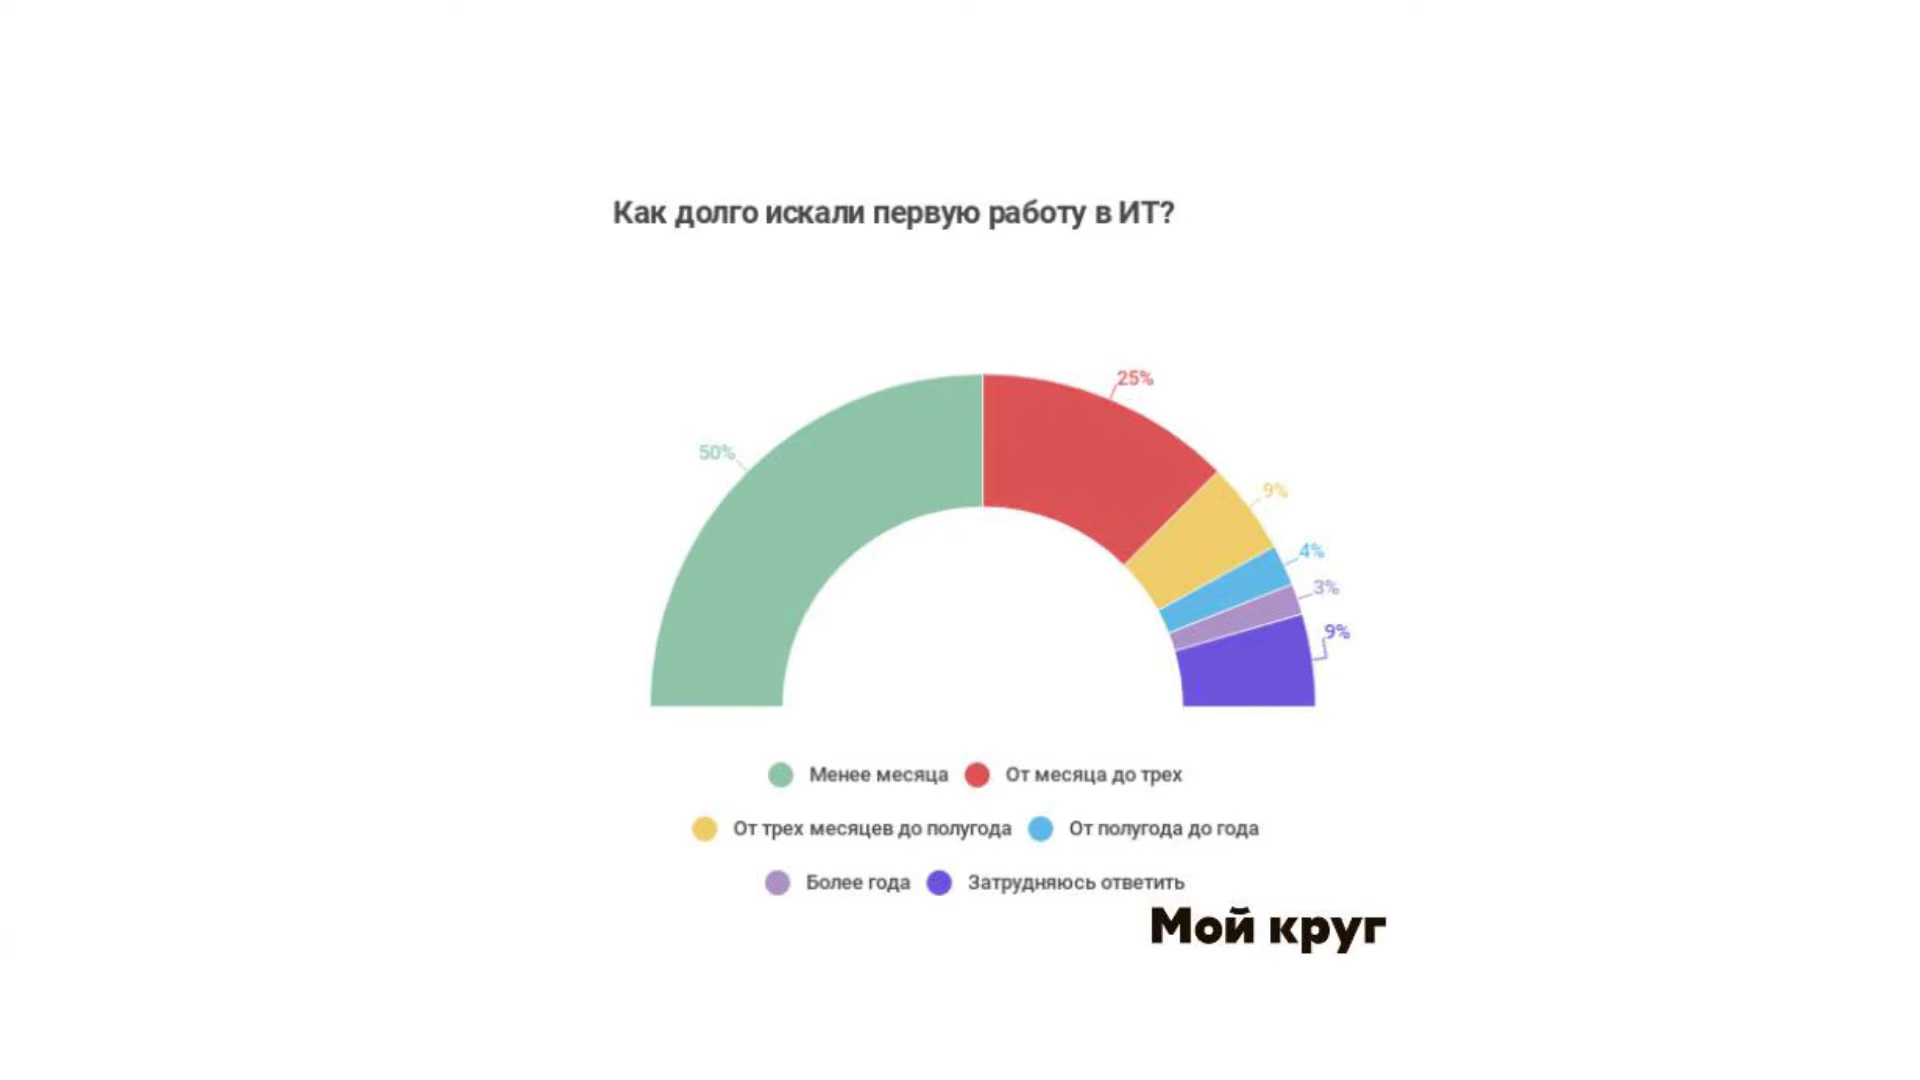 Как долго искали первую работу в ИТ?
25%
50%
9%
4%
3%
9%
Менее месяца От месяца до трех
От трех месяцев до полугода От полугода до года
Более года Затрудняюсь ответить
Мой круг